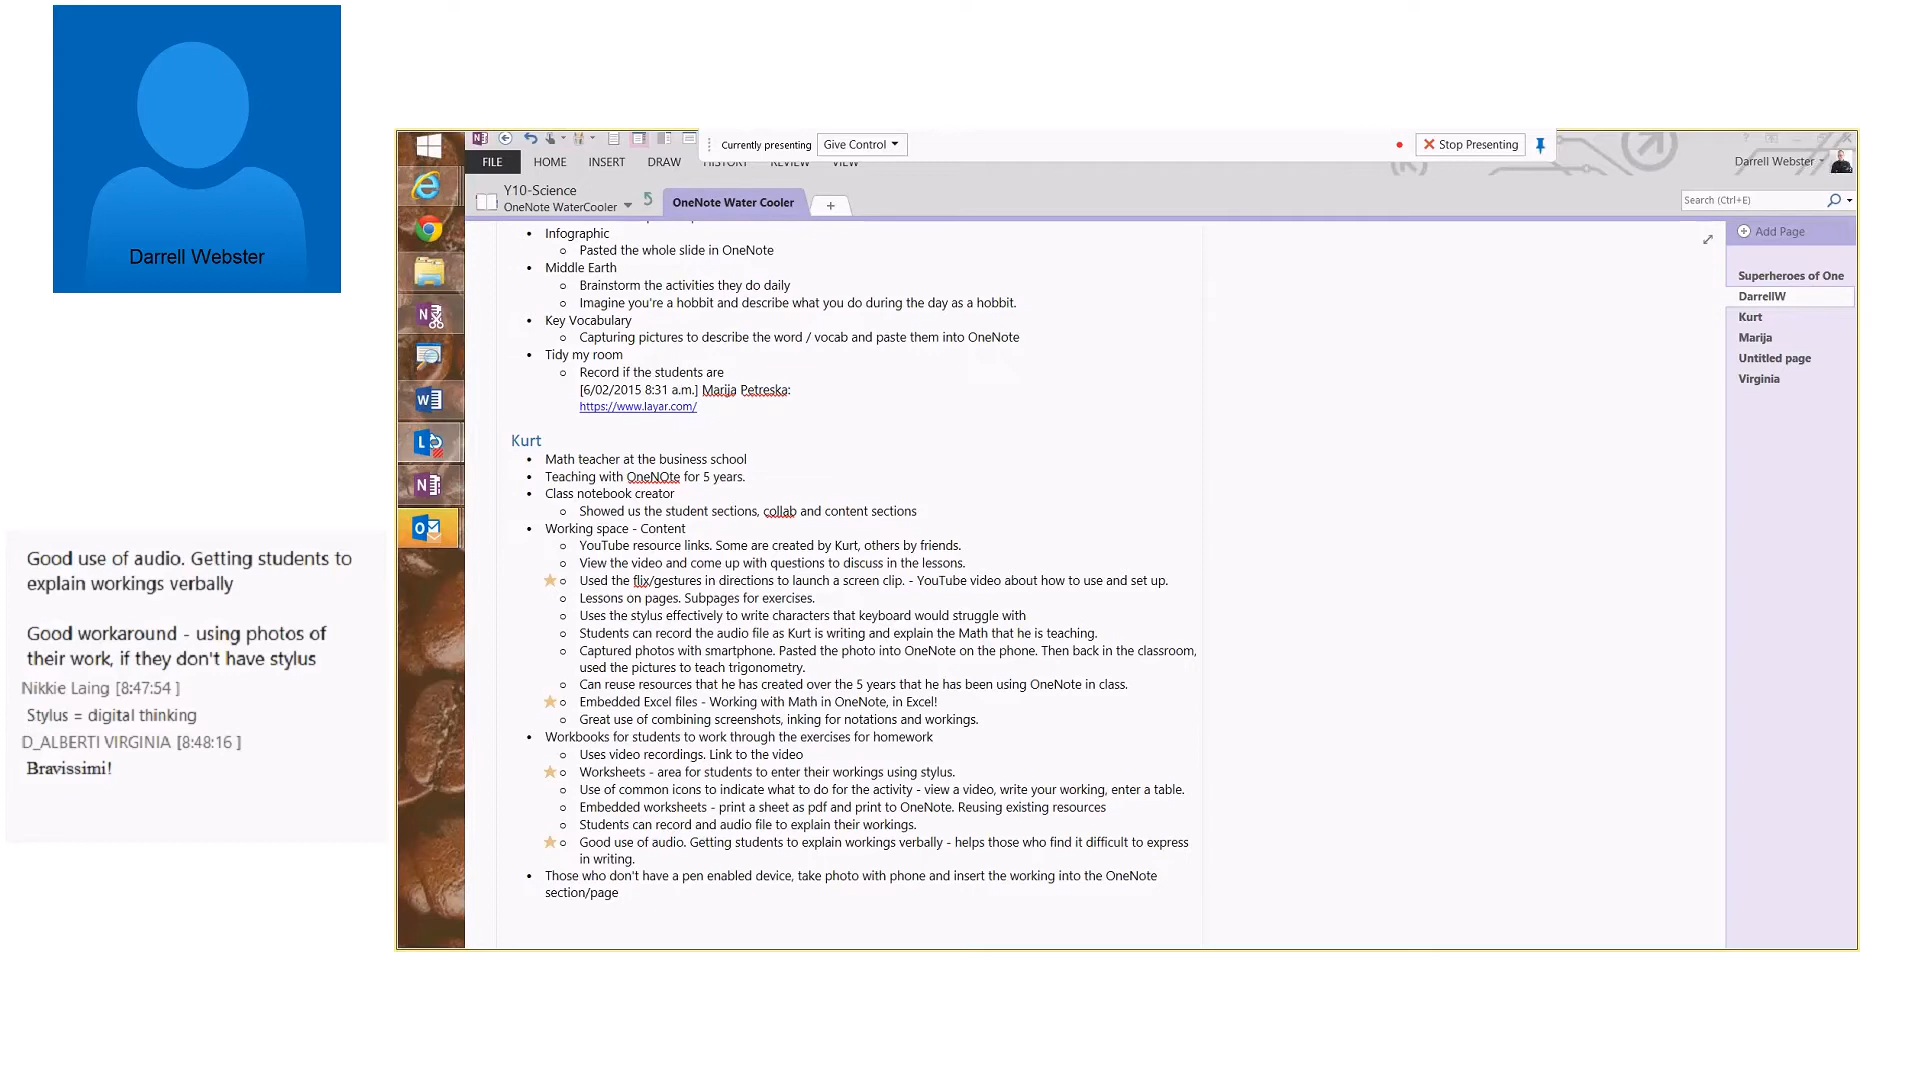 Darrell Webster
Good use of audio. Getting students to
explain workings verbally
Good workaround - using photos of
their work, if they don't have stylus
Nikkie Laing [8:47:54 ]
Stylus = digital thinking
D_ALBERTI VIRGINIA [8:48:16 ]
Bravissimi!
Currently presenting
Give Control
Stop Presenting
FILE HOME INSERT DRAW HISTORY REVIEW VIEW
Darrell Webster
Y10-Science
OneNote WaterCooler
OneNote Water Cooler
+
Search (Ctrl+E)
Infographic
Pasted the whole slide in OneNote
Middle Earth
Brainstorm the activities they do daily
Imagine you're a hobbit and describe what you do during the day as a hobbit.
Key Vocabulary
Capturing pictures to describe the word / vocab and paste them into OneNote
Tidy my room
Record if the students are
[6/02/2015 8:31 a.m.] Marija Petreska:
https://www.layar.com/
Kurt
Math teacher at the business school
Teaching with OneNOte for 5 years.
Class notebook creator
Showed us the student sections, collab and content sections
Working space - Content
YouTube resource links. Some are created by Kurt, others by friends.
View the video and come up with questions to discuss in the lessons.
Used the flix/gestures in directions to launch a screen clip. - YouTube video about how to use and set up.
Lessons on pages. Subpages for exercises.
Uses the stylus effectively to write characters that keyboard would struggle with
Students can record the audio file as Kurt is writing and explain the Math that he is teaching.
Captured photos with smartphone. Pasted the photo into OneNote on the phone. Then back in the classroom,
used the pictures to teach trigonometry.
Can reuse resources that he has created over the 5 years that he has been using OneNote in class.
Embedded Excel files - Working with Math in OneNote, in Excel!
Great use of combining screenshots, inking for notations and workings.
Workbooks for students to work through the exercises for homework
Uses video recordings. Link to the video
Worksheets - area for students to enter their workings using stylus.
Use of common icons to indicate what to do for the activity - view a video, write your working, enter a table.
Embedded worksheets - print a sheet as pdf and print to OneNote. Reusing existing resources
Students can record and audio file to explain their workings.
Good use of audio. Getting students to explain workings verbally - helps those who find it difficult to express
in writing.
Those who don't have a pen enabled device, take photo with phone and insert the working into the OneNote
section/page
Add Page
Superheroes of One
DarrellW
Kurt
Marija
Untitled page
Virginia